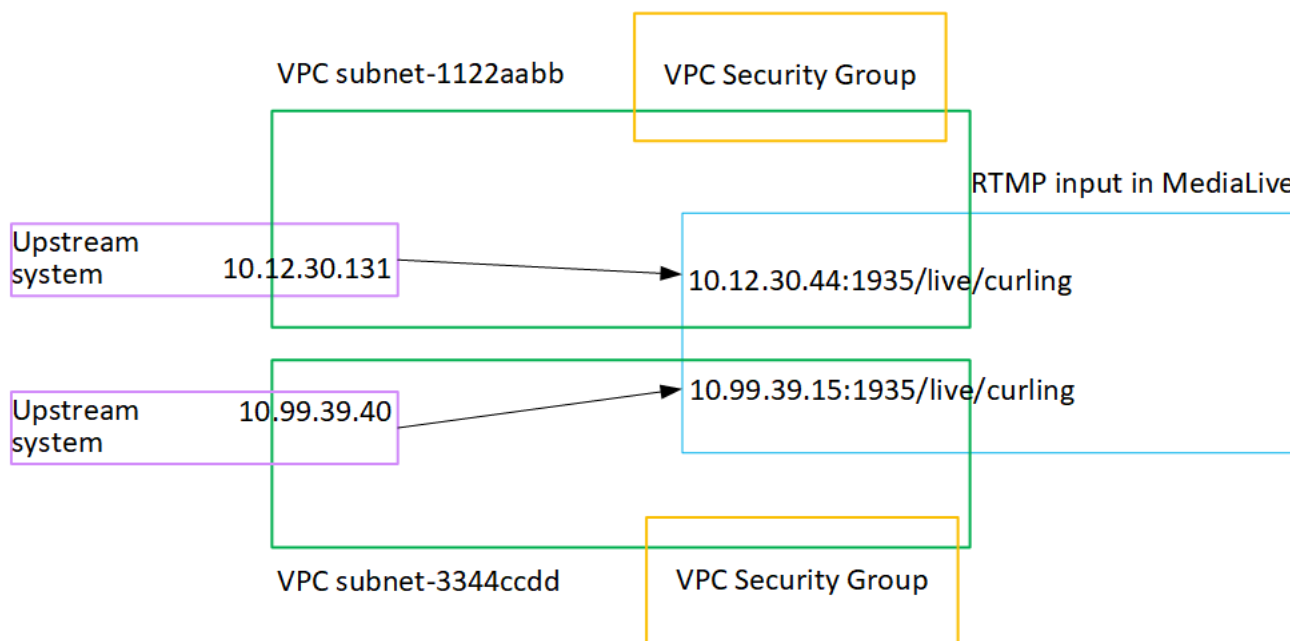 VPC subnet-1122aabb
VPC Security Group
RTMP input in MediaLive
Upstream
system
10.12.30.131
10.12.30.44:1935/live/curling
10.99.39.15:1935/live/curling
Upstream
system
10.99.39.40
VPC subnet-3344ccdd
VPC Security Group